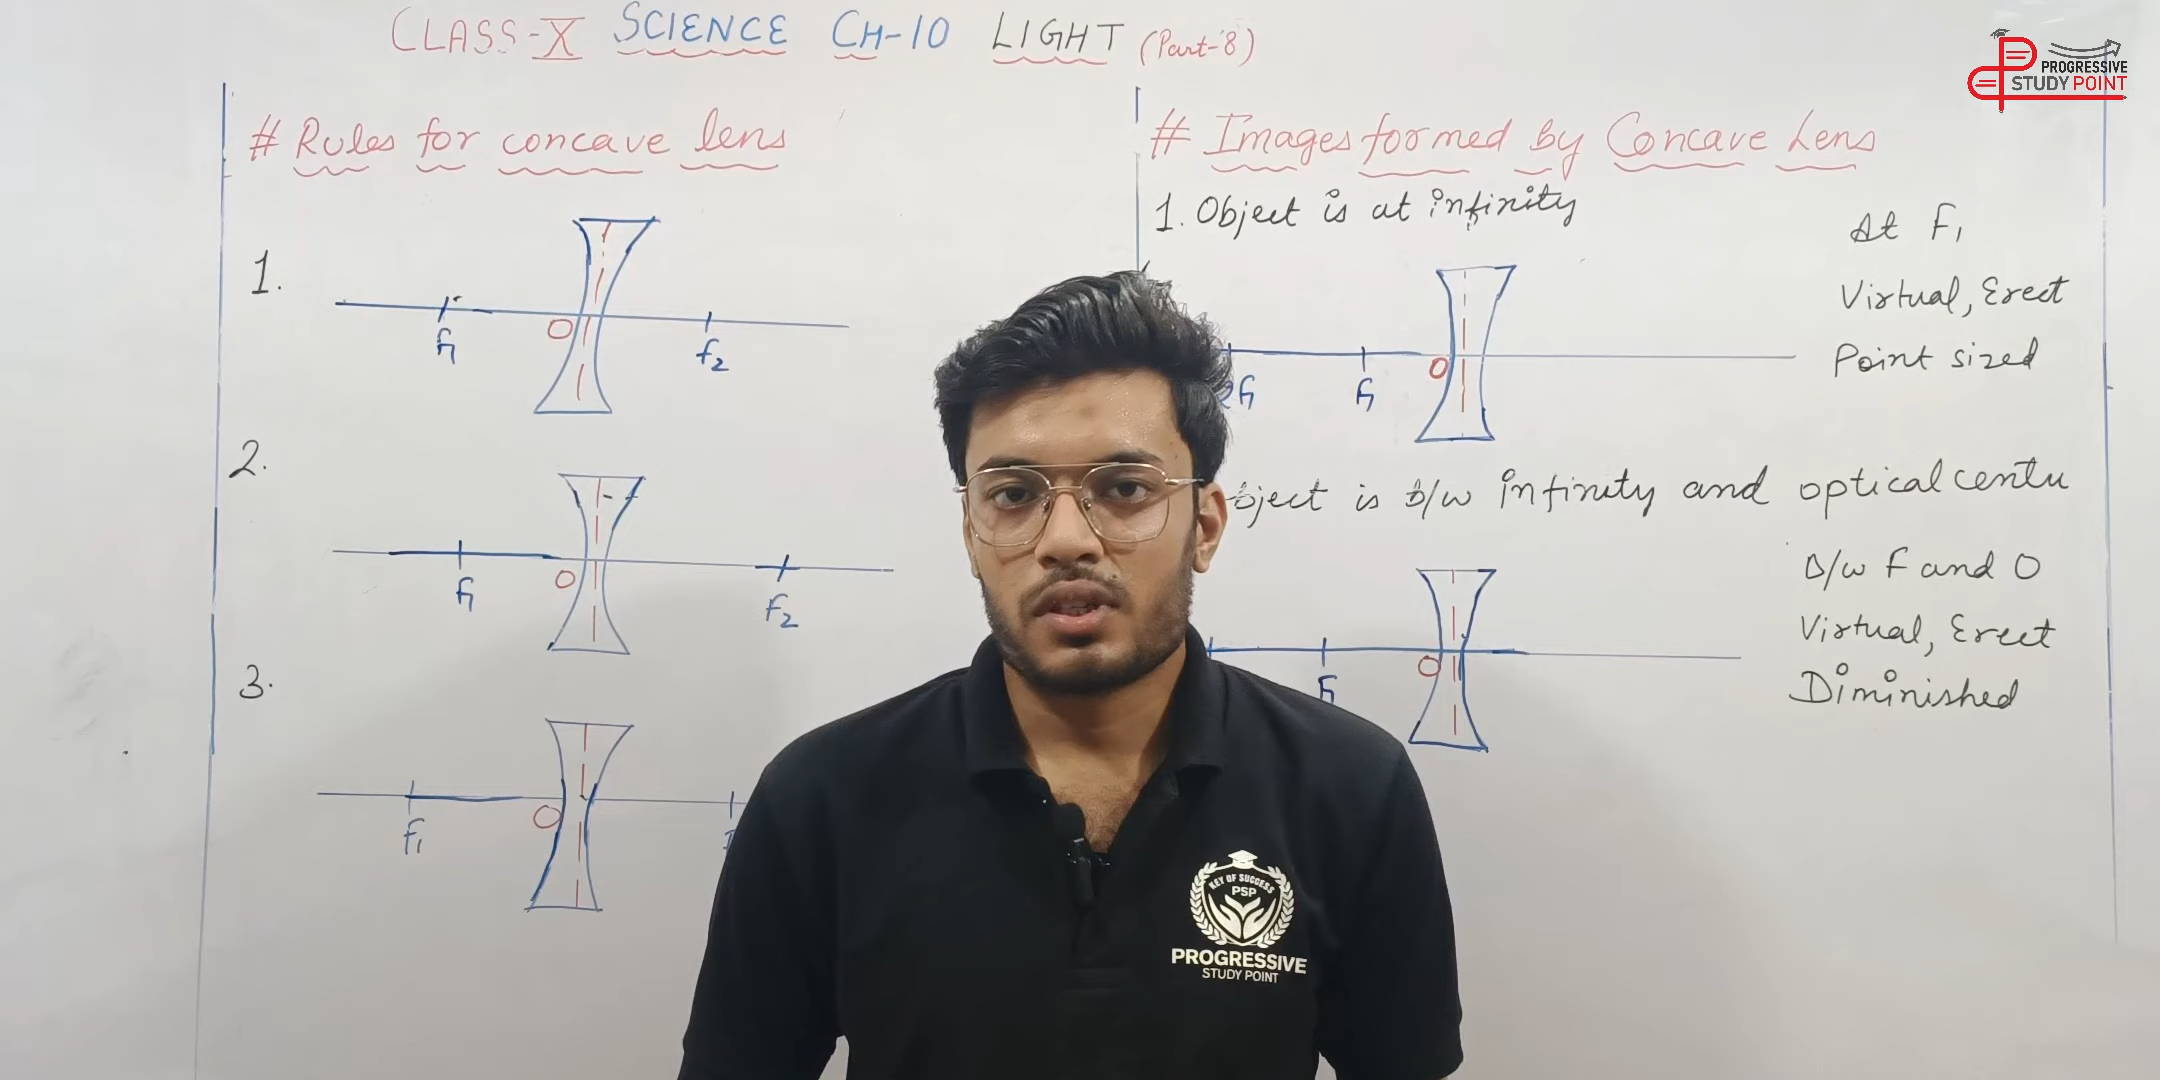 CLASS-X SCIENCE CH-10 LIGHT (Part-8)
PROGRESSIVE
STUDY POINT
# Rules for concave lens
1.
O
F1
F2
2.
O
F1
F2
3.
O
F1
# Images formed by Concave Lens
1. Object is at infinity
At F1
Virtual, Erect
Point sized
2F1
F1
O
bject is b/w infinity and optical centre
B/w F and O
Virtual, Erect
Diminished
F1
O
KEY OF SUCCESS
PSP
PROGRESSIVE
STUDY POINT